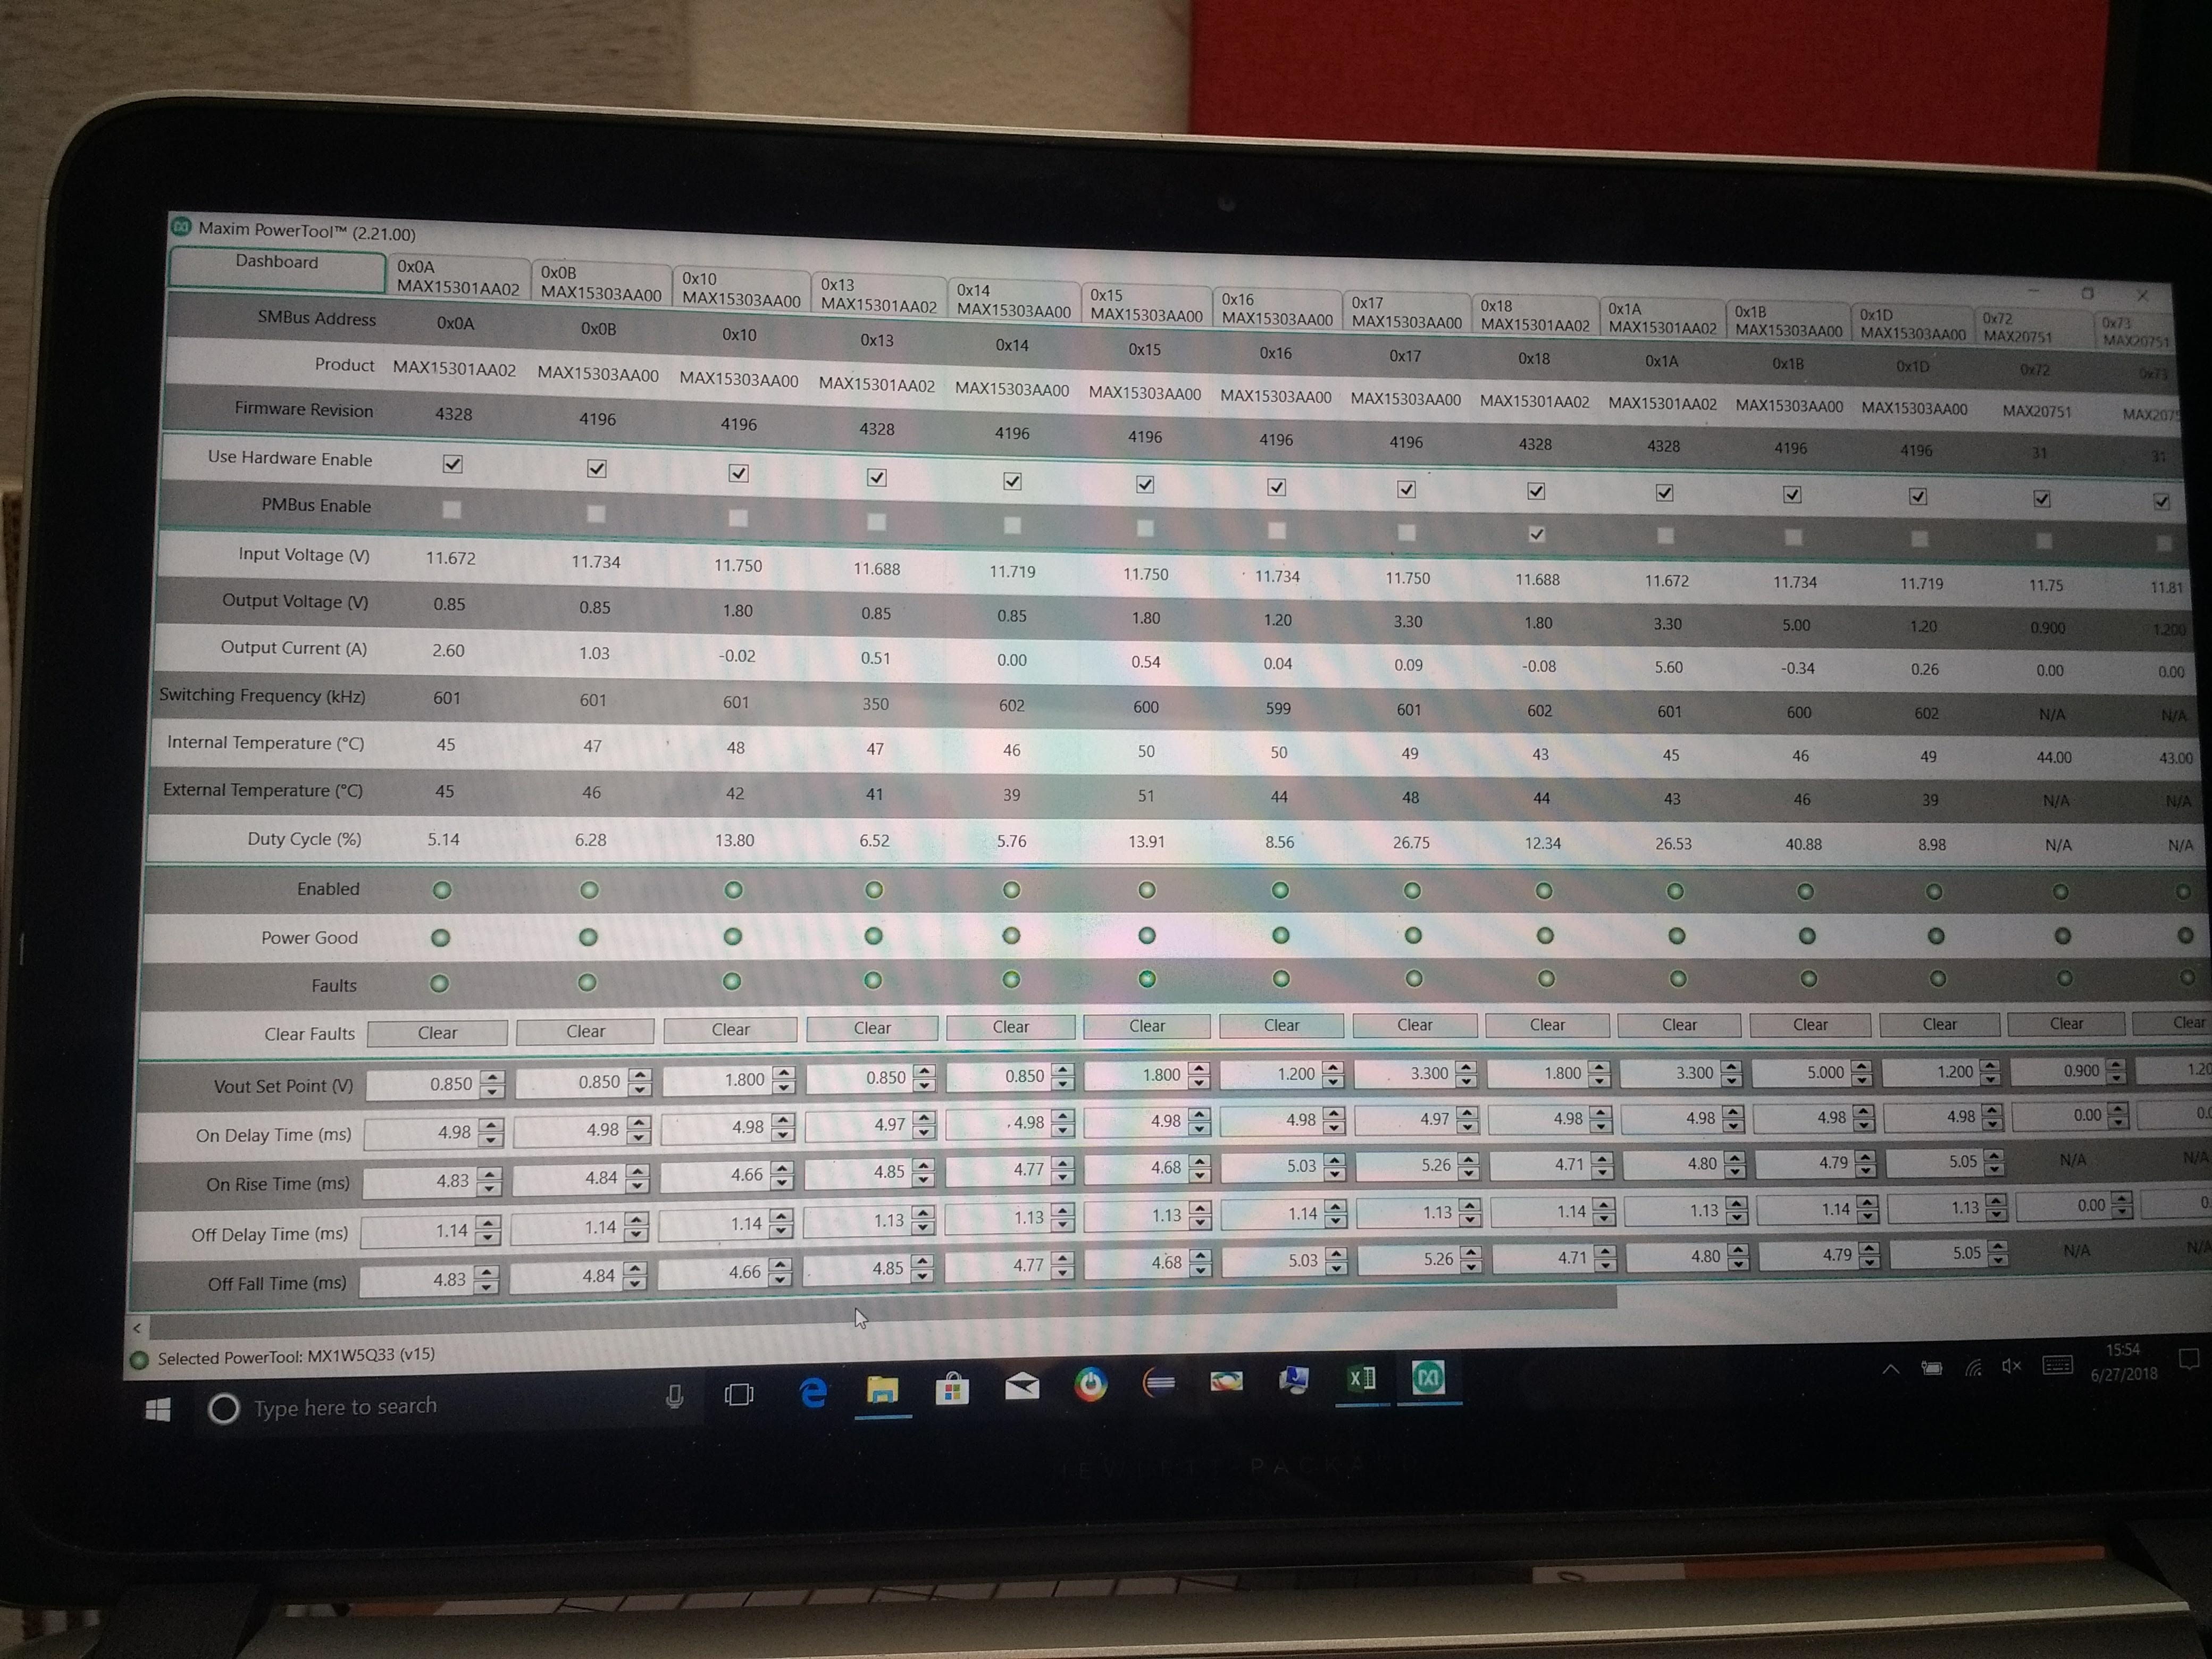 Maxim PowerTool™ (2.21.00)
Dashboard 0x0A MAX15301AA02 0x0B MAX15303AA00 0x10 MAX15303AA00 0x13 MAX15301AA02 0x14 MAX15303AA00 0x15 MAX15303AA00 0x16 MAX15303AA00 0x17 MAX15303AA00 0x18 MAX15301AA02 0x1A MAX15301AA02 0x1B MAX15303AA00 0x1D MAX15303AA00 0x72 MAX20751 0x73 MAX20751
SMBus Address 0x0A 0x0B 0x10 0x13 0x14 0x15 0x16 0x17 0x18 0x1A 0x1B 0x1D 0x72 0x73
Product MAX15301AA02 MAX15303AA00 MAX15303AA00 MAX15301AA02 MAX15303AA00 MAX15303AA00 MAX15303AA00 MAX15303AA00 MAX15301AA02 MAX15301AA02 MAX15303AA00 MAX15303AA00 MAX20751 MAX2075
Firmware Revision 4328 4196 4196 4328 4196 4196 4196 4196 4328 4328 4196 4196 31 31
Use Hardware Enable
PMBus Enable
Input Voltage (V) 11.672 11.734 11.750 11.688 11.719 11.750 11.734 11.750 11.688 11.672 11.734 11.719 11.75 11.81
Output Voltage (V) 0.85 0.85 1.80 0.85 0.85 1.80 1.20 3.30 1.80 3.30 5.00 1.20 0.900 1.200
Output Current (A) 2.60 1.03 -0.02 0.51 0.00 0.54 0.04 0.09 -0.08 5.60 -0.34 0.26 0.00 0.00
Switching Frequency (kHz) 601 601 601 350 602 600 599 601 602 601 600 602 N/A N/A
Internal Temperature (°C) 45 47 48 47 46 50 50 49 43 45 46 49 44.00 43.00
External Temperature (°C) 45 46 42 41 39 51 44 48 44 43 46 39 N/A N/A
Duty Cycle (%) 5.14 6.28 13.80 6.52 5.76 13.91 8.56 26.75 12.34 26.53 40.88 8.98 N/A N/A
Enabled
Power Good
Faults
Clear Faults Clear Clear Clear Clear Clear Clear Clear Clear Clear Clear Clear Clear Clear Clear
Vout Set Point (V) 0.850 0.850 1.800 0.850 0.850 1.800 1.200 3.300 1.800 3.300 5.000 1.200 0.900 1.20
On Delay Time (ms) 4.98 4.98 4.98 4.97 4.98 4.98 4.98 4.97 4.98 4.98 4.98 4.98 0.00 0.0
On Rise Time (ms) 4.83 4.84 4.66 4.85 4.77 4.68 5.03 5.26 4.71 4.80 4.79 5.05 N/A N/A
Off Delay Time (ms) 1.14 1.14 1.14 1.13 1.13 1.13 1.14 1.13 1.14 1.13 1.14 1.13 0.00 0.
Off Fall Time (ms) 4.83 4.84 4.66 4.85 4.77 4.68 5.03 5.26 4.71 4.80 4.79 5.05 N/A N/A
Selected PowerTool: MX1W5Q33 (v15)
Type here to search
15:54
6/27/2018
HEWLETT PACKARD